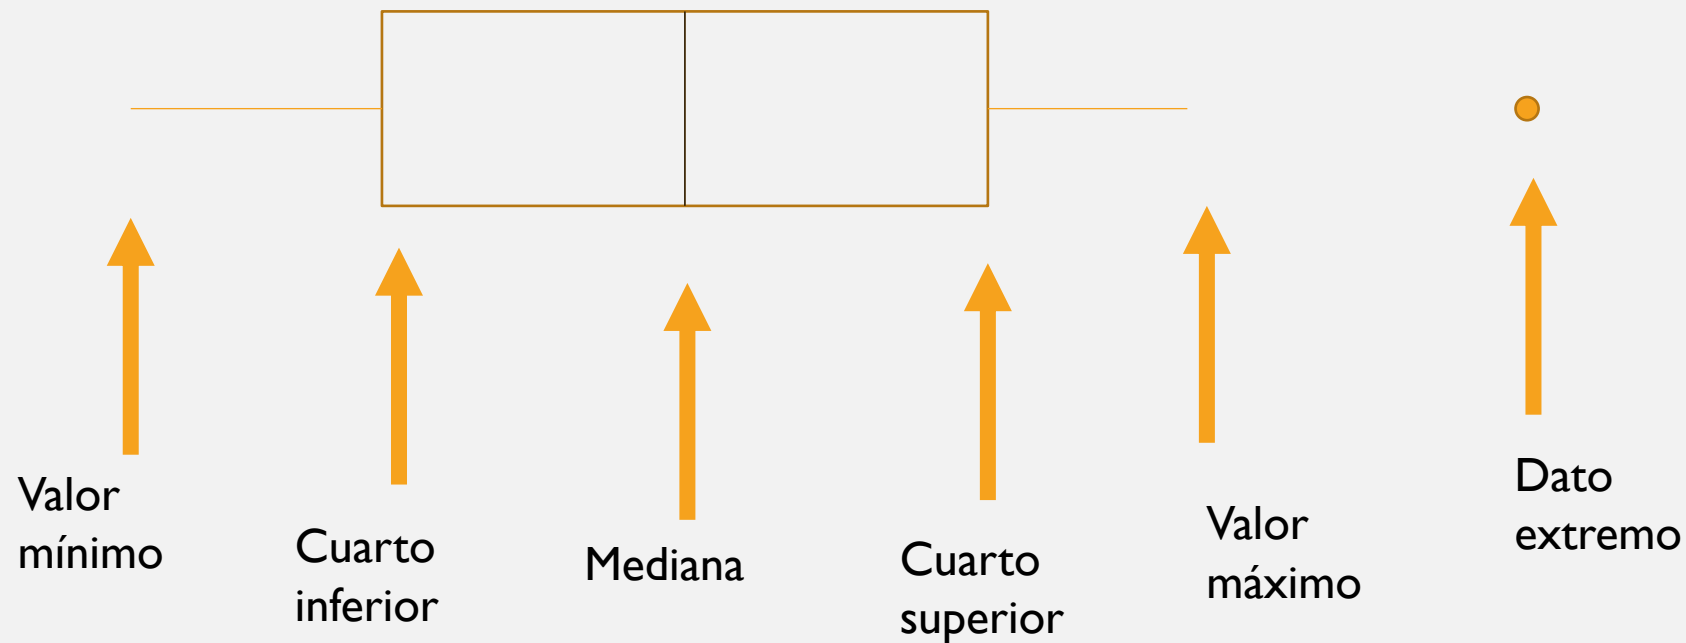 Valor
mínimo
Cuarto
inferior
Mediana
Cuarto
superior
Valor
máximo
Dato
extremo